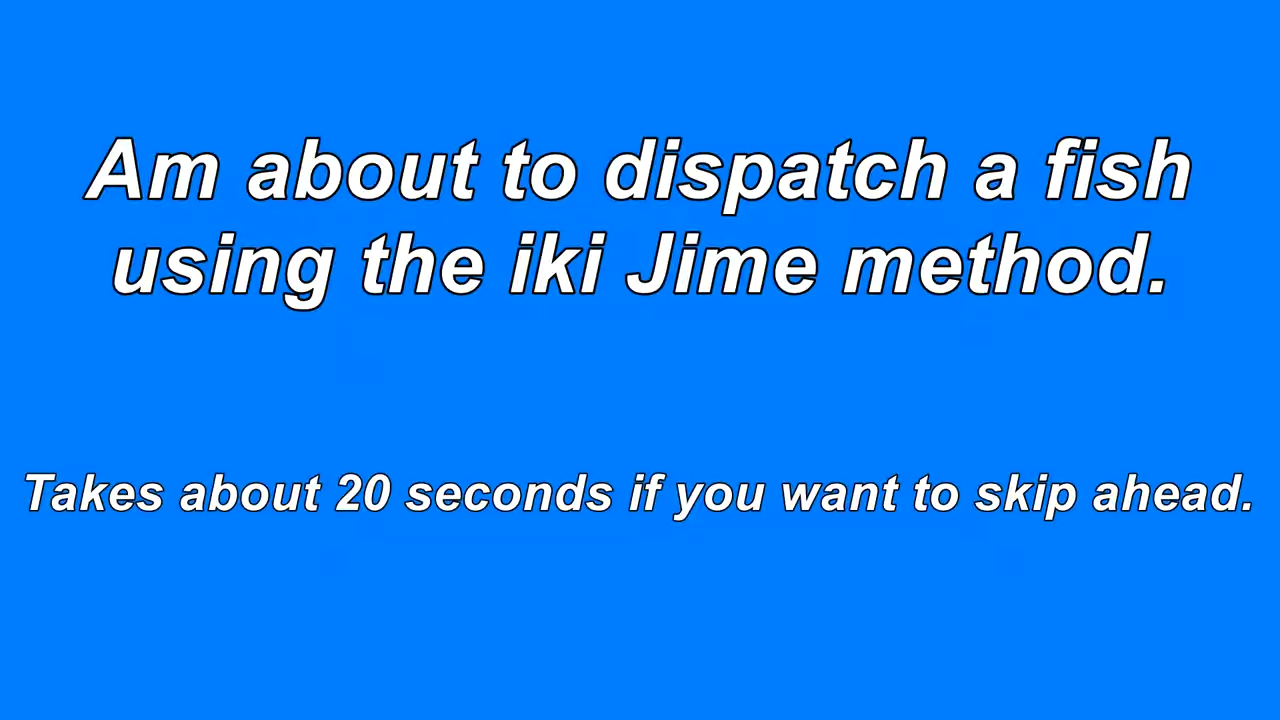 Am about to dispatch a fish
using the iki Jime method.
Takes about 20 seconds if you want to skip ahead.